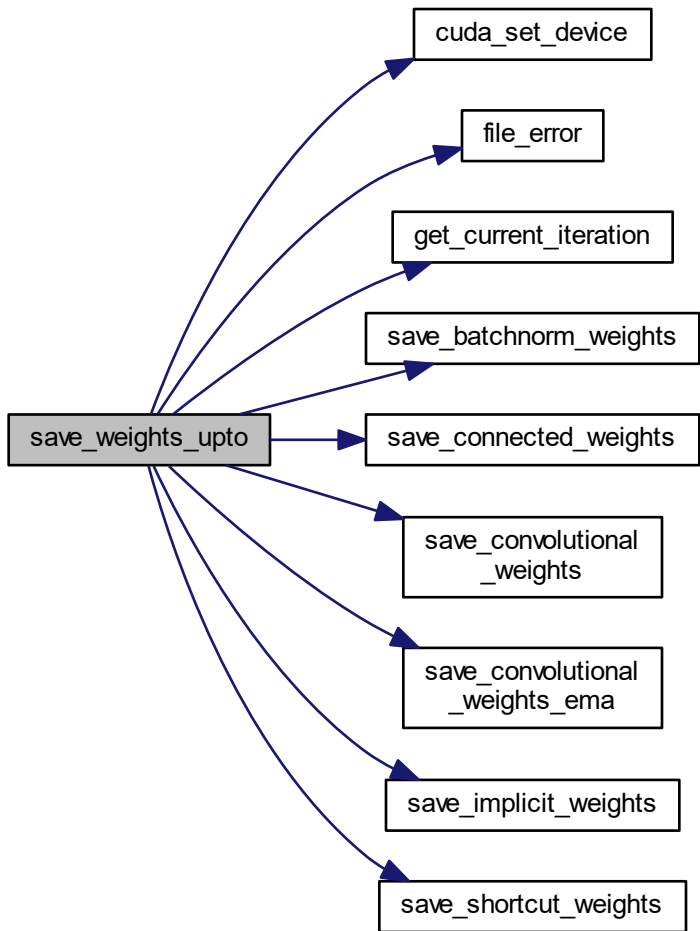 cuda_set_device
file_error
get_current_iteration
save_batchnorm_weights
save_weights_upto
save_connected_weights
save_convolutional
_weights
save_convolutional
_weights_ema
save_implicit_weights
save_shortcut_weights